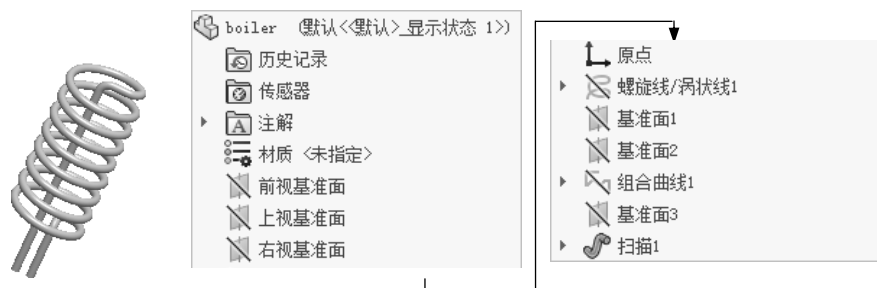 boiler (默认<<默认>_显示状态 1>)
历史记录
传感器
注解
材质 <未指定>
前视基准面
上视基准面
右视基准面
原点
螺旋线/涡状线1
基准面1
基准面2
组合曲线1
基准面3
扫描1